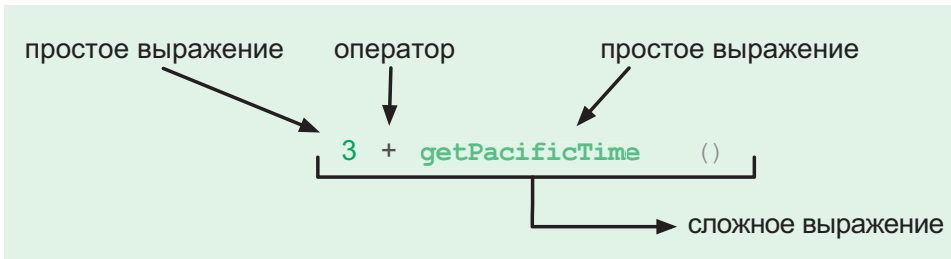 простое выражение оператор простое выражение
3 + getPacificTime ()
сложное выражение